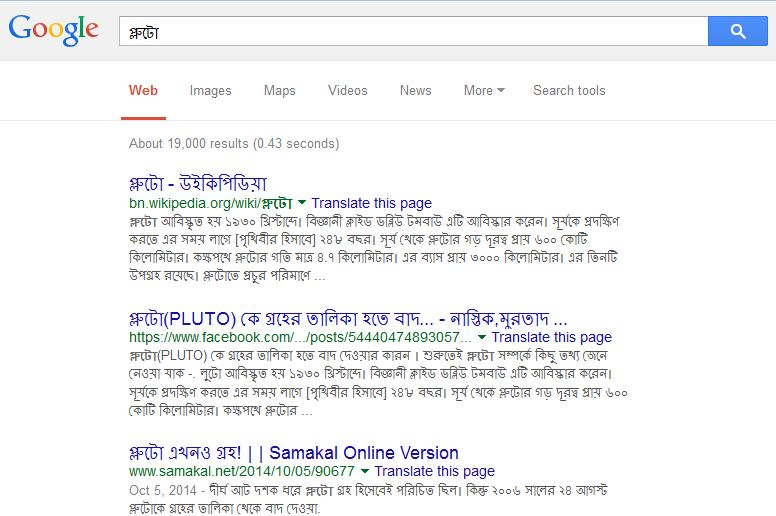 Google প্লুটো
Web Images Maps Videos News More Search tools
About 19,000 results (0.43 seconds)
প্লুটো - উইকিপিডিয়া
bn.wikipedia.org/wiki/প্লুটো Translate this page
প্লুটো আবিষ্কৃত হয় ১৯৩০ খ্রিস্টাব্দে। বিজ্ঞানী ক্লাইড ডব্লিউ টমবাউ এটি আবিস্কার করেন। সূর্যকে প্রদক্ষিণ
করতে এর সময় লাগে [পৃথিবীর হিসাবে] ২৪৮ বছর। সূর্য থেকে প্লুটোর গড় দূরত্ব প্রায় ৬০০ কোটি
কিলোমিটার। কক্ষপথে প্লুটোর গতি মাত্র ৪.৭ কিলোমিটার। এর ব্যাস প্রায় ৩০০০ কিলোমিটার। এর তিনটি
উপগ্রহ রয়েছে। প্লুটোতে প্রচুর পরিমাণে ...
প্লুটো(PLUTO) কে গ্রহের তালিকা হতে বাদ... - নাস্তিক,মুরতাদ ...
https://www.facebook.com/.../posts/54440474893057... Translate this page
প্লুটো(PLUTO) কে গ্রহের তালিকা হতে বাদ দেওয়ার কারন । শুরুতেই প্লুটো সম্পর্কে কিছু তথ্য জেনে
নেওয়া যাক -. লুটো আবিষ্কৃত হয় ১৯৩০ খ্রিস্টাব্দে। বিজ্ঞানী ক্লাইড ডব্লিউ টমবাউ এটি আবিস্কার করেন।
সূর্যকে প্রদক্ষিণ করতে এর সময় লাগে [পৃথিবীর হিসাবে] ২৪৮ বছর। সূর্য থেকে প্লুটোর গড় দূরত্ব প্রায় ৬০০
কোটি কিলোমিটার। কক্ষপথে প্লুটোর ...
প্লুটো এখনও গ্রহ! | | Samakal Online Version
www.samakal.net/2014/10/05/90677 Translate this page
Oct 5, 2014 - দীর্ঘ আট দশক ধরে প্লুটো গ্রহ হিসেবেই পরিচিত ছিল। কিন্তু ২০০৬ সালের ২৪ আগস্ট
প্লুটোকে গ্রহের তালিকা থেকে বাদ দেওয়া.